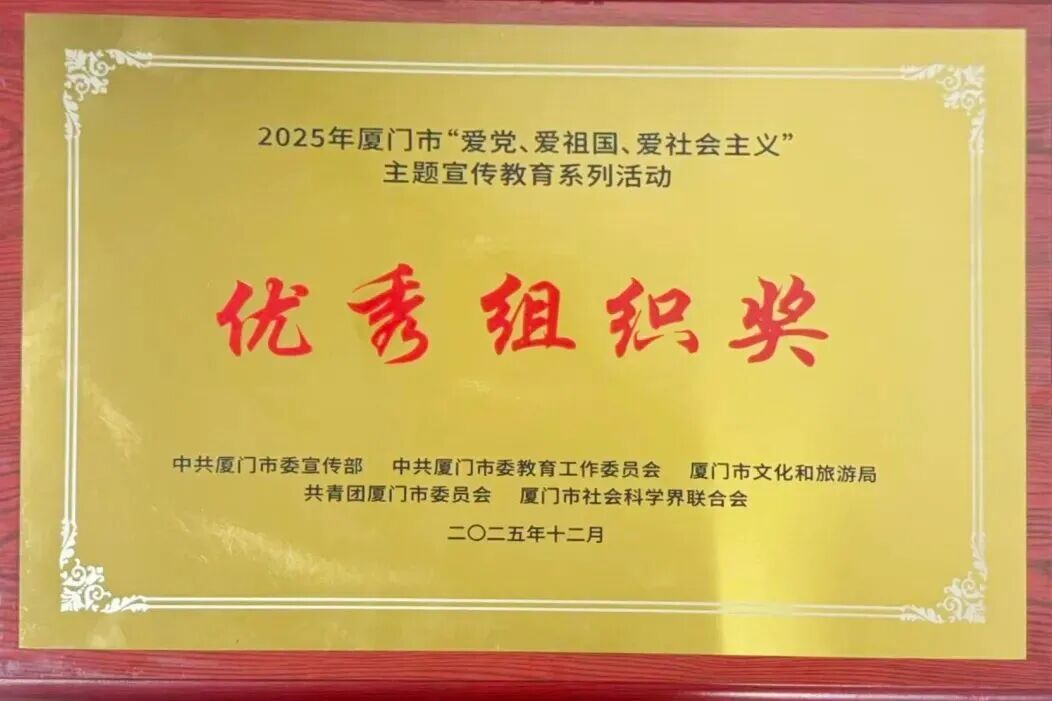 2025年厦门市“爱党、爱祖国、爱社会主义”
主题宣传教育系列活动
优秀组织奖
中共厦门市委宣传部 中共厦门市委教育工作委员会 厦门市文化和旅游局
共青团厦门市委员会 厦门市社会科学界联合会
二〇二五年十二月